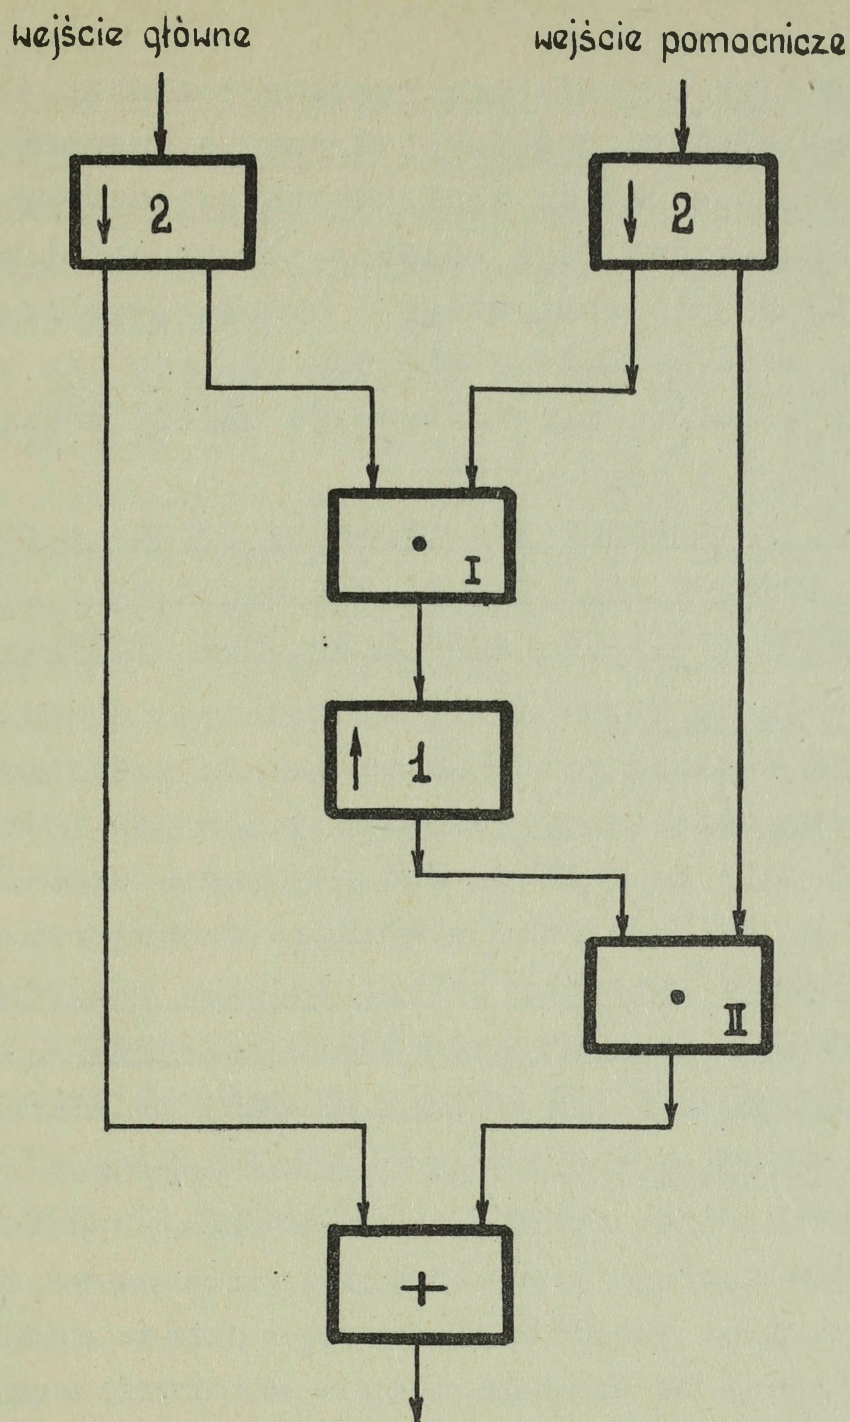 wejście główne
wejście pomocnicze
↓ 2
↓ 2
• I
↑ 1
• II
+